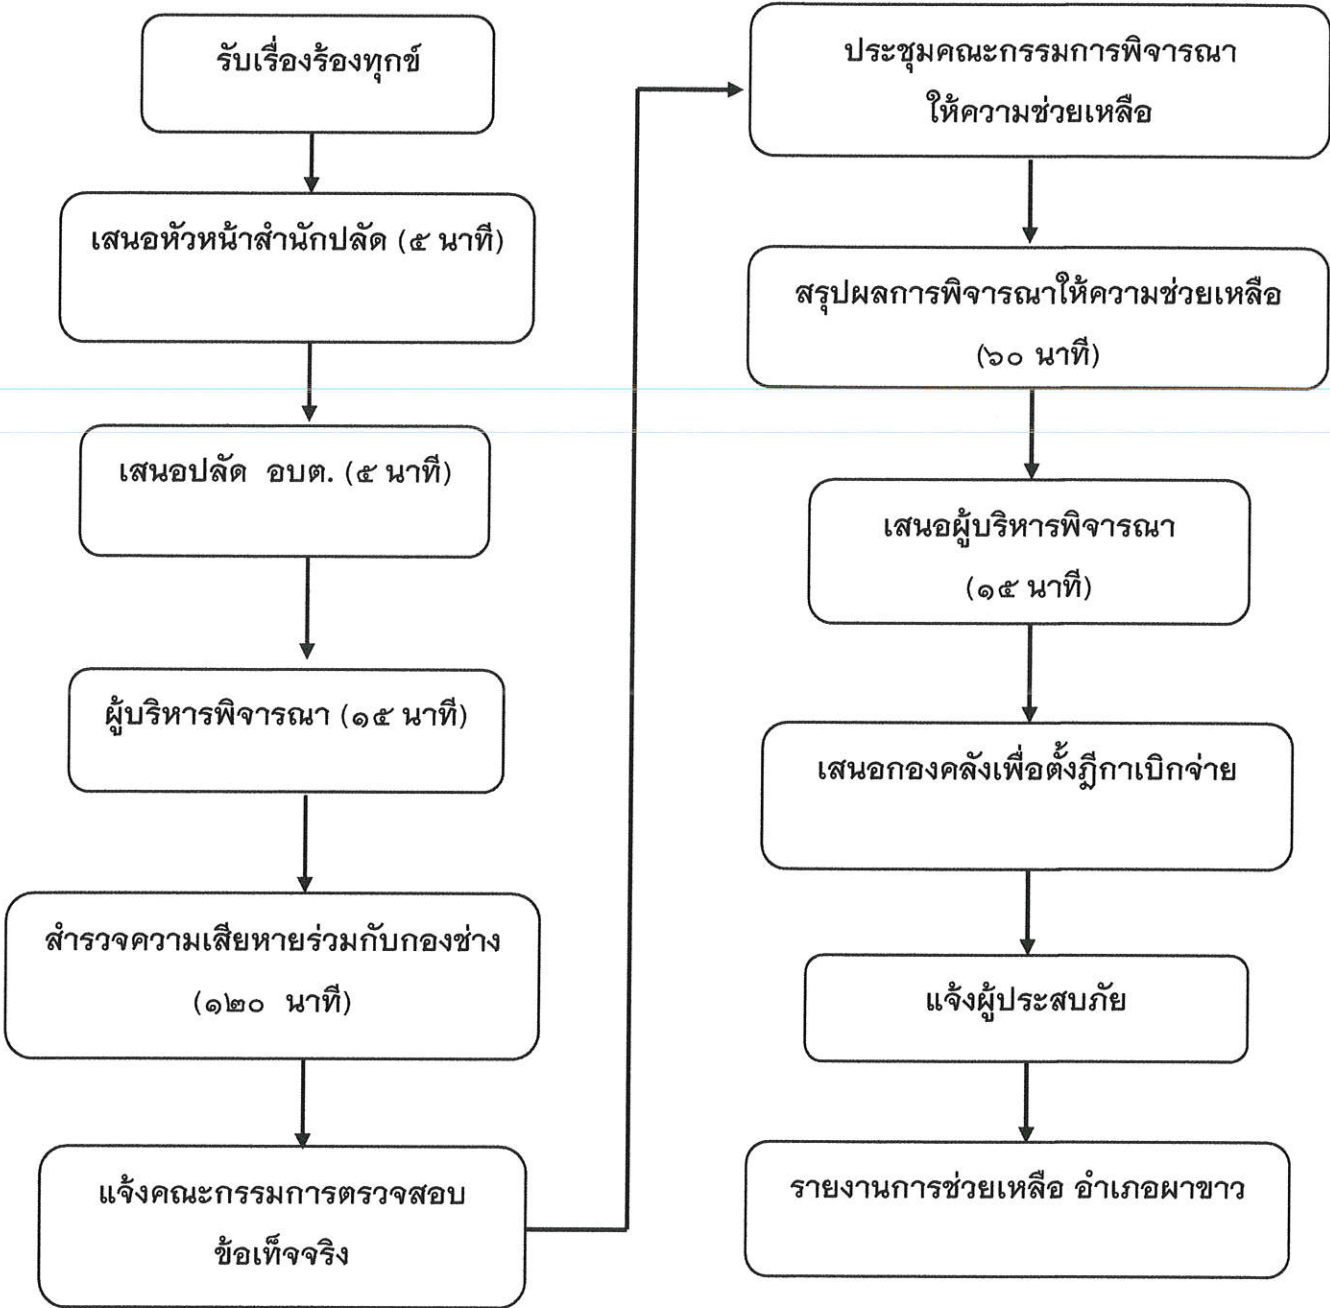 รับเรื่องร้องทุกข์
เสนอหัวหน้าสำนักปลัด (๕ นาที)
เสนอปลัด อบต. (๕ นาที)
ผู้บริหารพิจารณา (๑๕ นาที)
สำรวจความเสียหายร่วมกับกองช่าง
(๑๒๐ นาที)
แจ้งคณะกรรมการตรวจสอบ
ข้อเท็จจริง
ประชุมคณะกรรมการพิจารณา
ให้ความช่วยเหลือ
สรุปผลการพิจารณาให้ความช่วยเหลือ
(๖๐ นาที)
เสนอผู้บริหารพิจารณา
(๑๕ นาที)
เสนอกองคลังเพื่อตั้งฎีกาเบิกจ่าย
แจ้งผู้ประสบภัย
รายงานการช่วยเหลือ อำเภอผาขาว